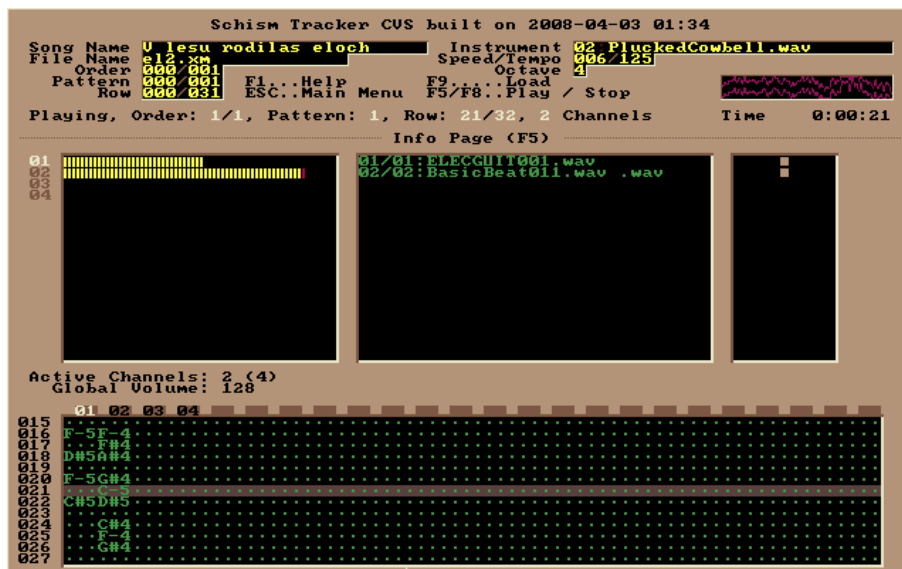 Schism Tracker CVS built on 2008-04-03 01:34
Song Name V lesu rodilas eloch Instrument 02 PluckedCowbell.wav
File Name el2.xm Speed/Tempo 006/125
Order 000/001 Octave 4
Pattern 000/001 F1...Help F9.....Load
Row 000/031 ESC..Main Menu F5/F8..Play / Stop
Playing, Order: 1/1, Pattern: 1, Row: 21/32, 2 Channels Time 0:00:21
Info Page (F5)
01 01/01:ELECGUIT001.wav
02 02/02:BasicBeat011.wav .wav
03
04
Active Channels: 2 (4)
Global Volume: 128
01 02 03 04
015
016 F-5F-4
017 ...F#4
018 D#5A#4
019
020 F-5G#4
021 ...C-5
022 C#5D#5
023
024 ...C#4
025 ...F-4
026 ...G#4
027